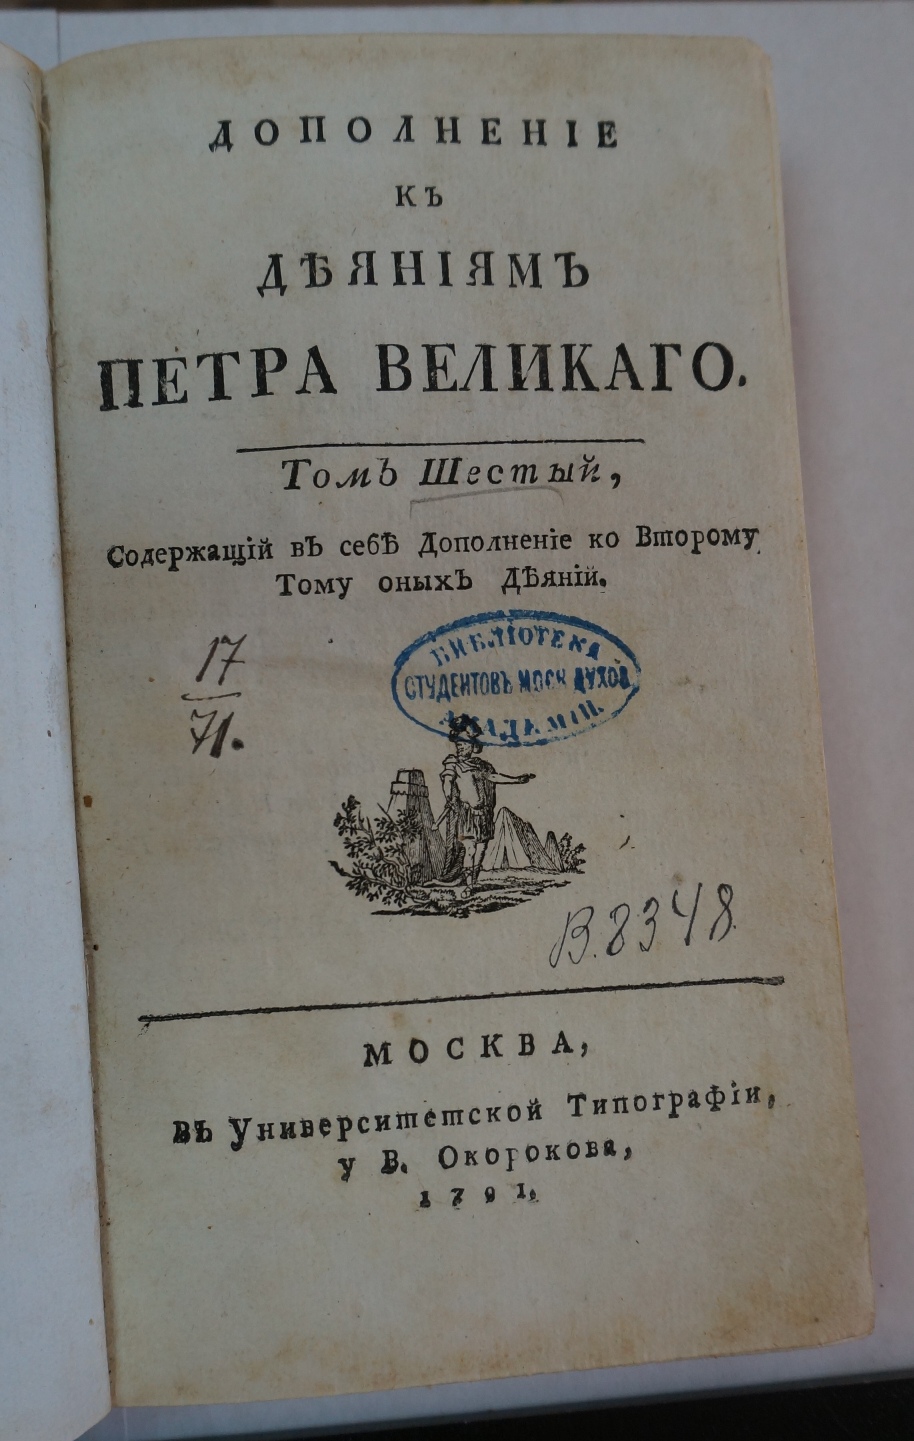 ДОПОЛНЕНІЕ
КЪ
ДѢЯНІЯМЪ
ПЕТРА ВЕЛИКАГО.
Томъ Шестый,
Содержащій въ себѣ Дополненіе ко Второму
Тому оныхъ Дѣяній.
17
71.
БИБЛІОТЕКА
СТУДЕНТОВЪ МОСК ДУХОВ.
АКАДЕМІИ.
В.8348.
МОСКВА,
Въ Университетской Типографіи,
у В. Окорокова,
1791.